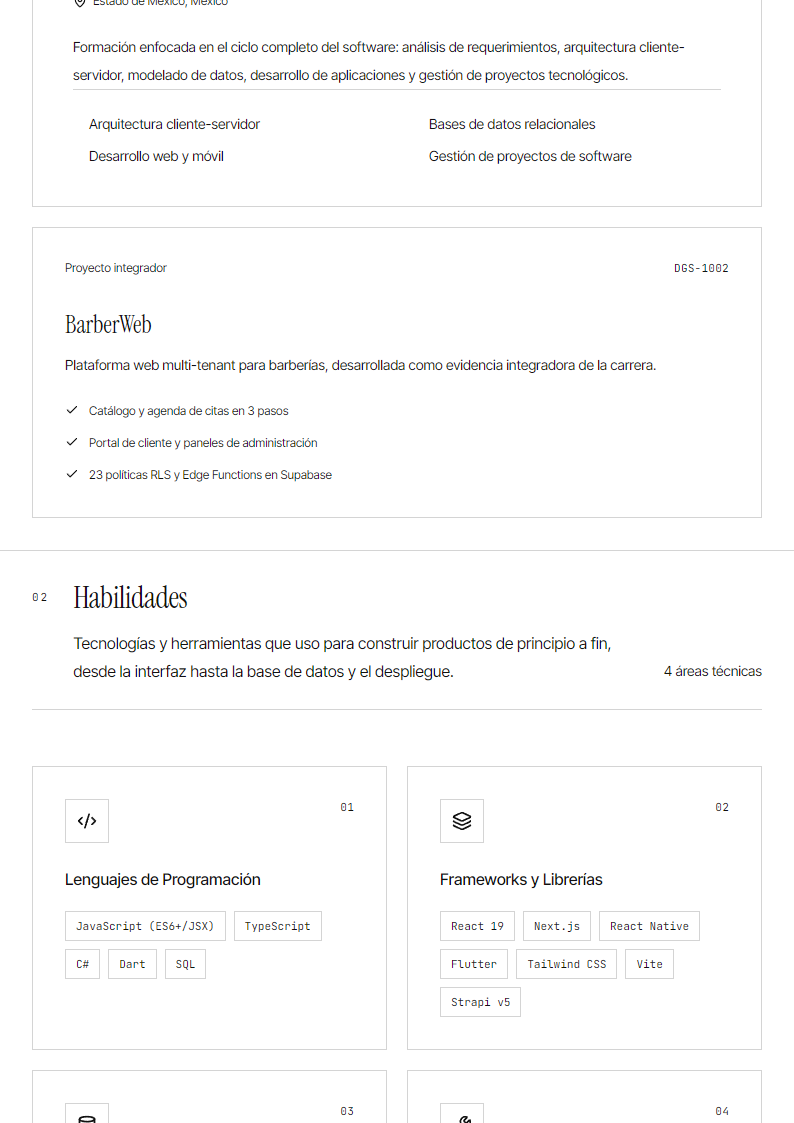 Estado de México, México
Formación enfocada en el ciclo completo del software: análisis de requerimientos, arquitectura cliente-
servidor, modelado de datos, desarrollo de aplicaciones y gestión de proyectos tecnológicos.
Arquitectura cliente-servidor
Bases de datos relacionales
Desarrollo web y móvil
Gestión de proyectos de software
Proyecto integrador
DGS-1002
BarberWeb
Plataforma web multi-tenant para barberías, desarrollada como evidencia integradora de la carrera.
Catálogo y agenda de citas en 3 pasos
Portal de cliente y paneles de administración
23 políticas RLS y Edge Functions en Supabase
02
Habilidades
Tecnologías y herramientas que uso para construir productos de principio a fin,
desde la interfaz hasta la base de datos y el despliegue.
4 áreas técnicas
01
Lenguajes de Programación
JavaScript (ES6+/JSX)
TypeScript
C#
Dart
SQL
02
Frameworks y Librerías
React 19
Next.js
React Native
Flutter
Tailwind CSS
Vite
Strapi v5
03
04